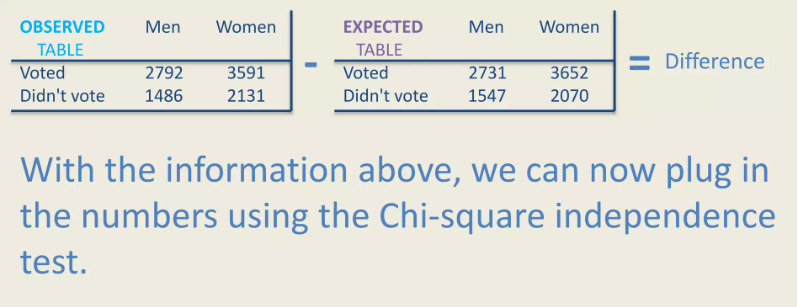 OBSERVED Men Women EXPECTED Men Women
TABLE TABLE
Voted 2792 3591 - Voted 2731 3652 = Difference
Didn't vote 1486 2131 Didn't vote 1547 2070
With the information above, we can now plug in
the numbers using the Chi-square independence
test.